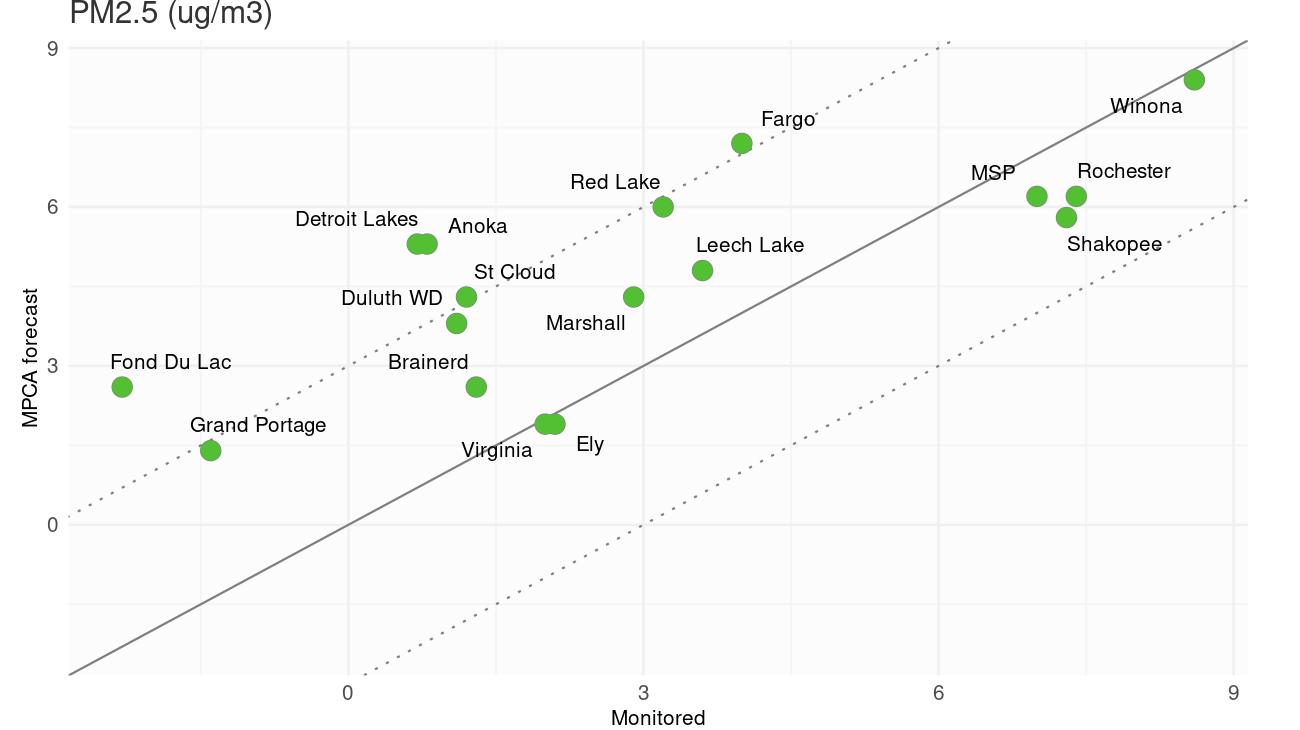 PM2.5 (ug/m3)
9
Winona
Fargo
MSP
Rochester
Red Lake
6
Detroit Lakes
Anoka
Leech Lake
Shakopee
St Cloud
Duluth WD
Marshall
Fond Du Lac
Brainerd
3
Grand Portage
Ely
Virginia
0
MPCA forecast
0 3 6 9
Monitored